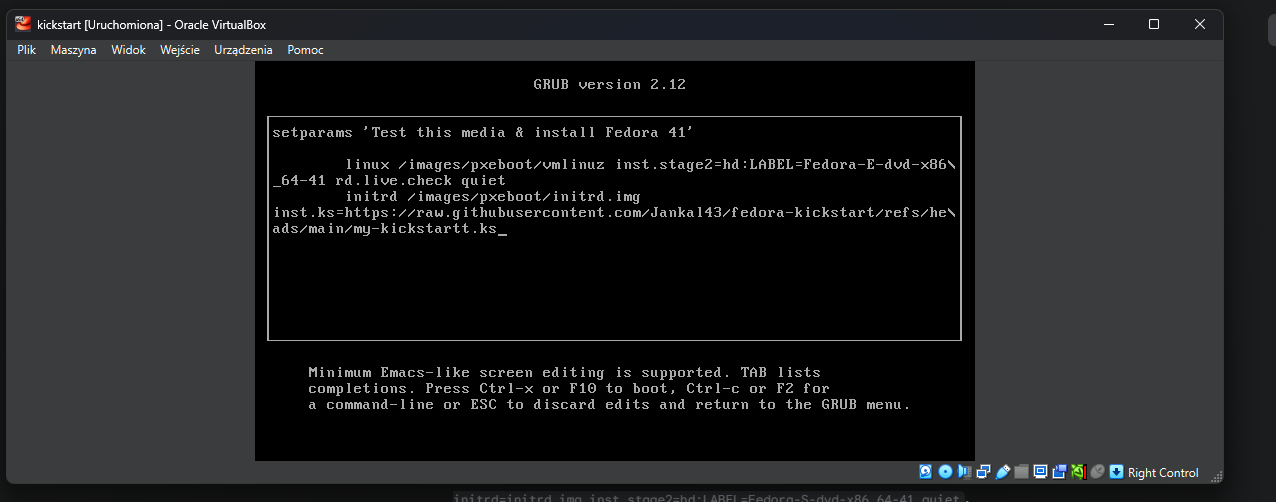 kickstart [Uruchomiona] - Oracle VirtualBox
Plik Maszyna Widok Wejście Urządzenia Pomoc
GRUB version 2.12
setparams 'Test this media & install Fedora 41'
linux /images/pxeboot/vmlinuz inst.stage2=hd:LABEL=Fedora-E-dvd-x86\
_64-41 rd.live.check quiet
initrd /images/pxeboot/initrd.img
inst.ks=https://raw.githubusercontent.com/Jankal43/fedora-kickstart/refs/he\
ads/main/my-kickstartt.ks_
Minimum Emacs-like screen editing is supported. TAB lists
completions. Press Ctrl-x or F10 to boot, Ctrl-c or F2 for
a command-line or ESC to discard edits and return to the GRUB menu.
Right Control
initrd=initrd.img inst.stage2=hd:LABEL=Fedora-S-dvd-x86_64-41 quiet